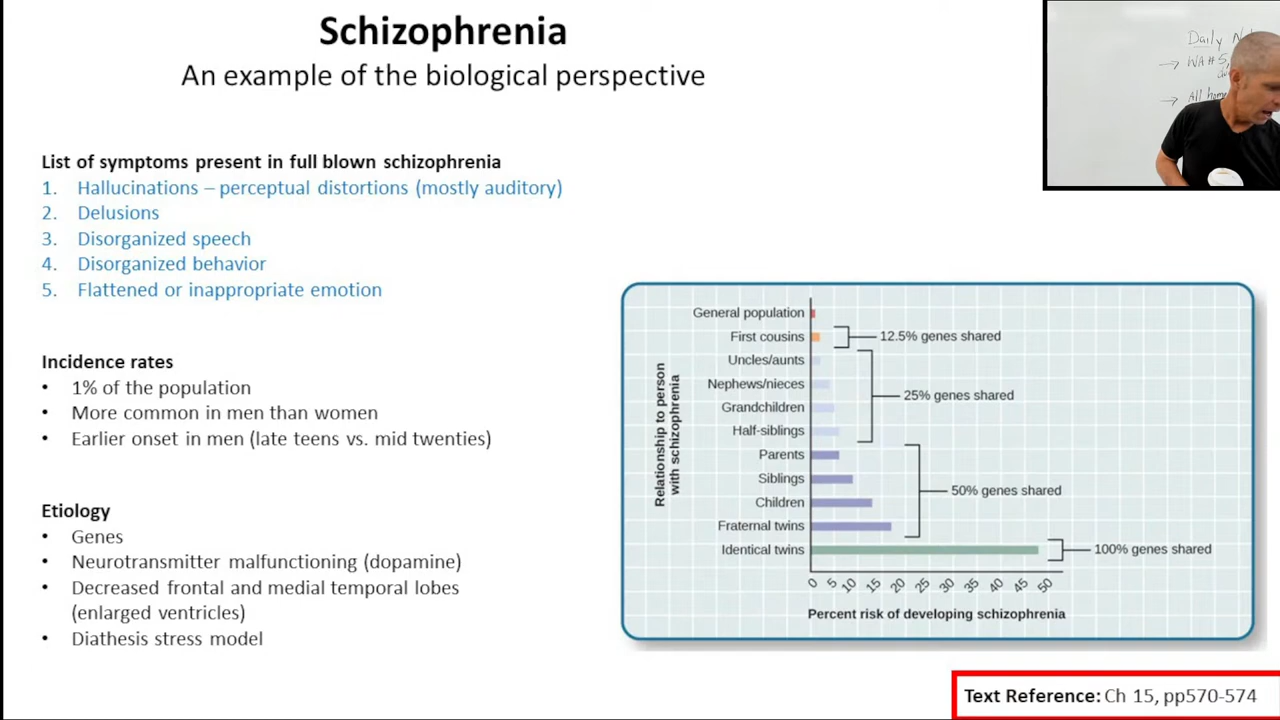 Schizophrenia
An example of the biological perspective
Daily
→ WA #5,
→ All home
List of symptoms present in full blown schizophrenia
1. Hallucinations – perceptual distortions (mostly auditory)
2. Delusions
3. Disorganized speech
4. Disorganized behavior
5. Flattened or inappropriate emotion
Incidence rates
• 1% of the population
• More common in men than women
• Earlier onset in men (late teens vs. mid twenties)
Etiology
• Genes
• Neurotransmitter malfunctioning (dopamine)
• Decreased frontal and medial temporal lobes
(enlarged ventricles)
• Diathesis stress model
Relationship to person
with schizophrenia
General population
First cousins
12.5% genes shared
Uncles/aunts
Nephews/nieces
25% genes shared
Grandchildren
Half-siblings
Parents
Siblings
50% genes shared
Children
Fraternal twins
Identical twins
100% genes shared
0 5 10 15 20 25 30 35 40 45 50
Percent risk of developing schizophrenia
Text Reference: Ch 15, pp570-574